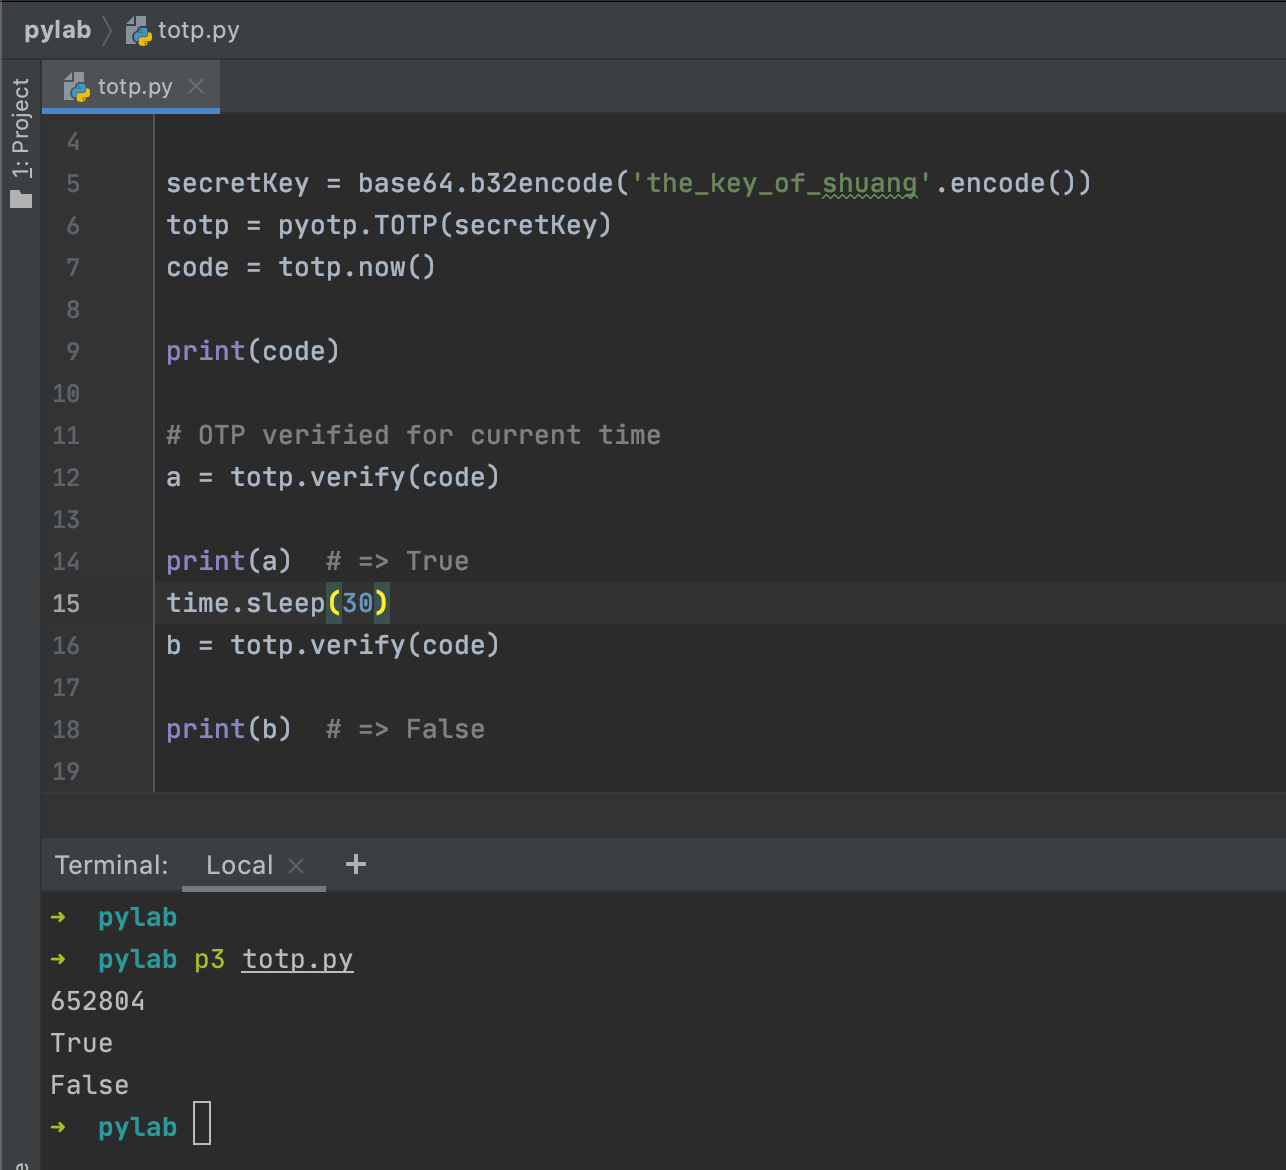 pylab totp.py
totp.py
1: Project
4
5 secretKey = base64.b32encode('the_key_of_shuang'.encode())
6 totp = pyotp.TOTP(secretKey)
7 code = totp.now()
8
9 print(code)
10
11 # OTP verified for current time
12 a = totp.verify(code)
13
14 print(a)  # => True
15 time.sleep(30)
16 b = totp.verify(code)
17
18 print(b)  # => False
19
Terminal: Local +
→ pylab
→ pylab p3 totp.py
652804
True
False
→ pylab